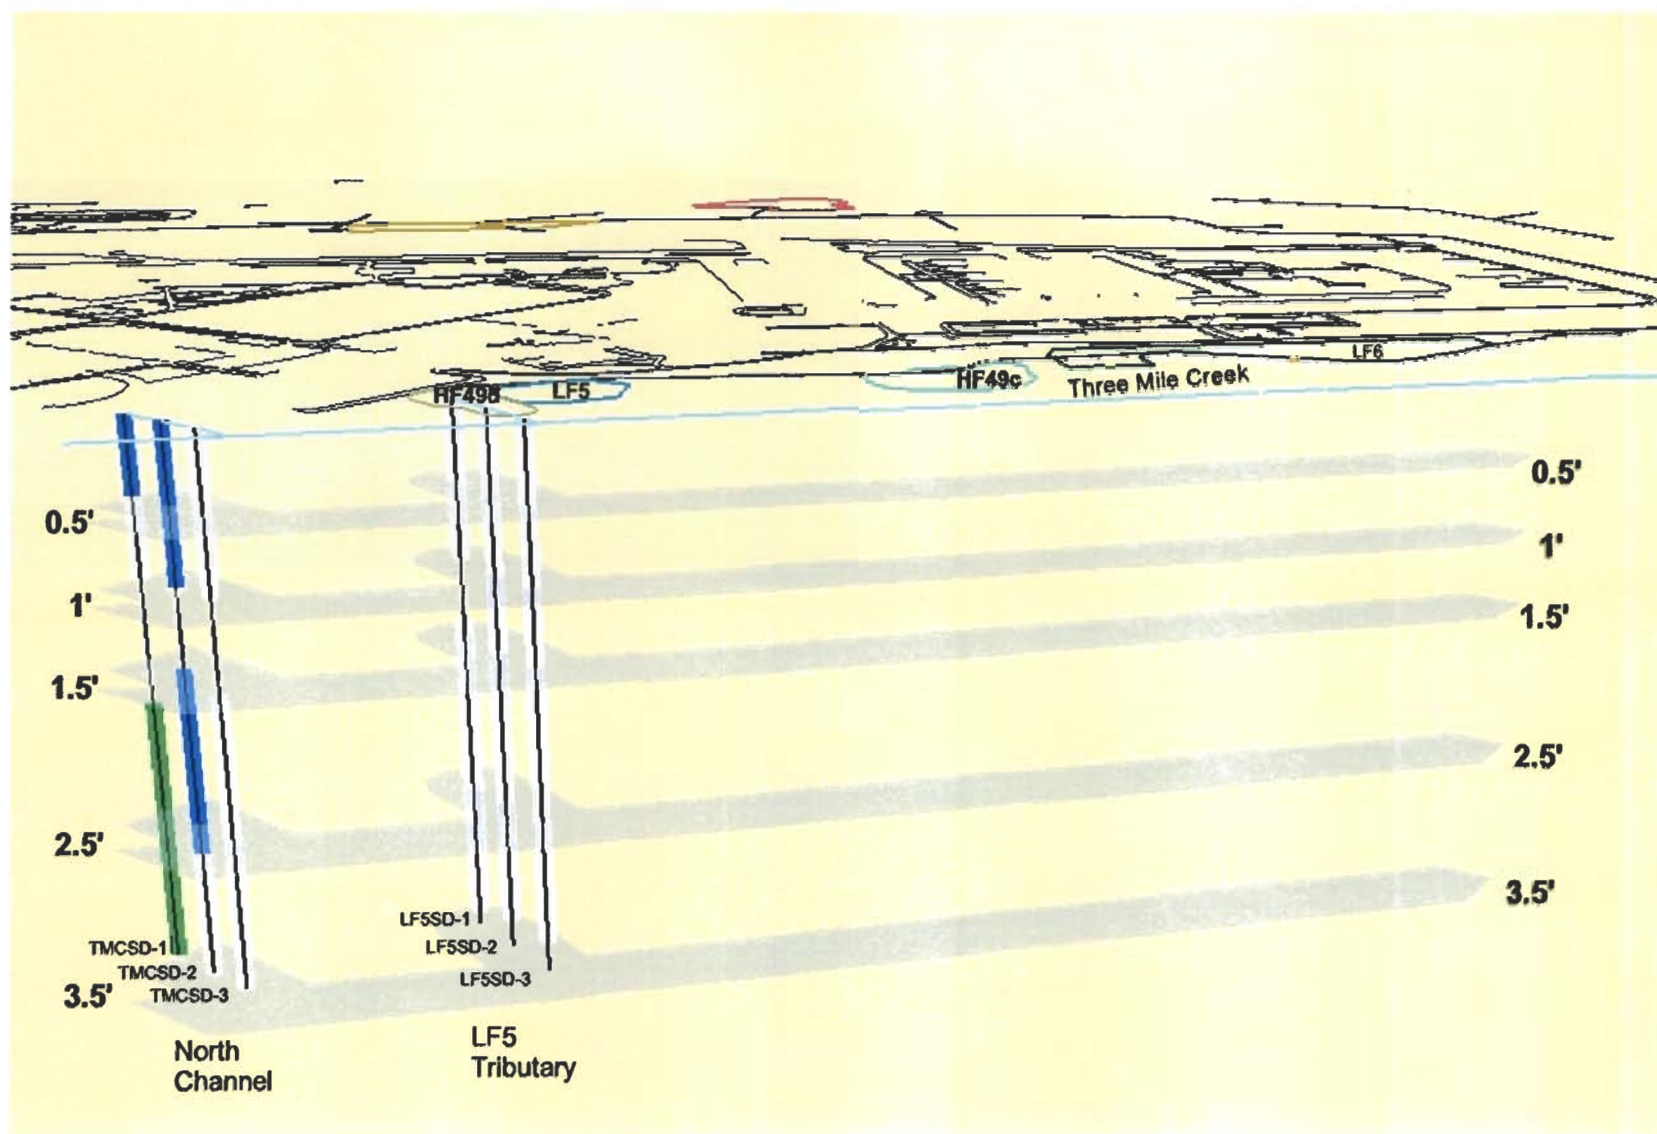 LF6
HF49c
Three Mile Creek
LF5
0.5'
0.5'
1'
1'
1.5'
1.5'
2.5'
2.5'
3.5'
3.5'
LF5SD-1
LF5SD-2
LF5SD-3
TMCSD-1
TMCSD-2
TMCSD-3
North
Channel
LF5
Tributary